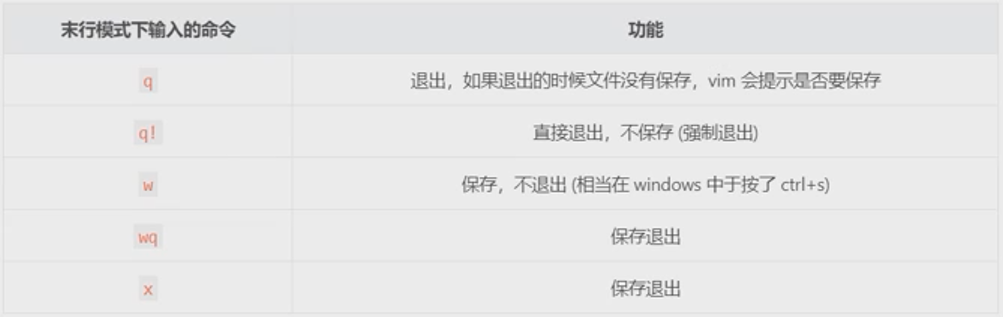 末行模式下输入的命令 功能
q 退出，如果退出的时候文件没有保存，vim 会提示是否要保存
q! 直接退出，不保存 (强制退出)
w 保存，不退出 (相当在 windows 中于按了 ctrl+s)
wq 保存退出
x 保存退出